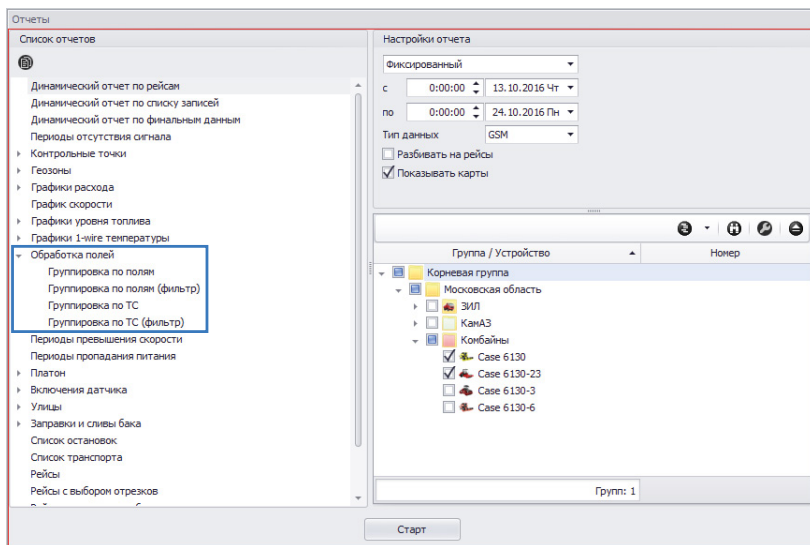 Отчеты
Список отчетов
Динамический отчет по рейсам
Динамический отчет по списку записей
Динамический отчет по финальным данным
Периоды отсутствия сигнала
Контрольные точки
Геозоны
Графики расхода
График скорости
Графики уровня топлива
Графики 1-wire температуры
Обработка полей
Группировка по полям
Группировка по полям (фильтр)
Группировка по ТС
Группировка по ТС (фильтр)
Периоды превышения скорости
Периоды пропадания питания
Платон
Включения датчика
Улицы
Заправки и сливы бака
Список остановок
Список транспорта
Рейсы
Рейсы с выбором отрезков
Настройки отчета
Фиксированный
с 0:00:00 13.10.2016 Чт
по 0:00:00 24.10.2016 Пн
Тип данных GSM
Разбивать на рейсы
Показывать карты
Группа / Устройство Номер
Корневая группа
Московская область
ЗИЛ
КамАЗ
Комбайны
Case 6130
Case 6130-23
Case 6130-3
Case 6130-6
Групп: 1
Старт